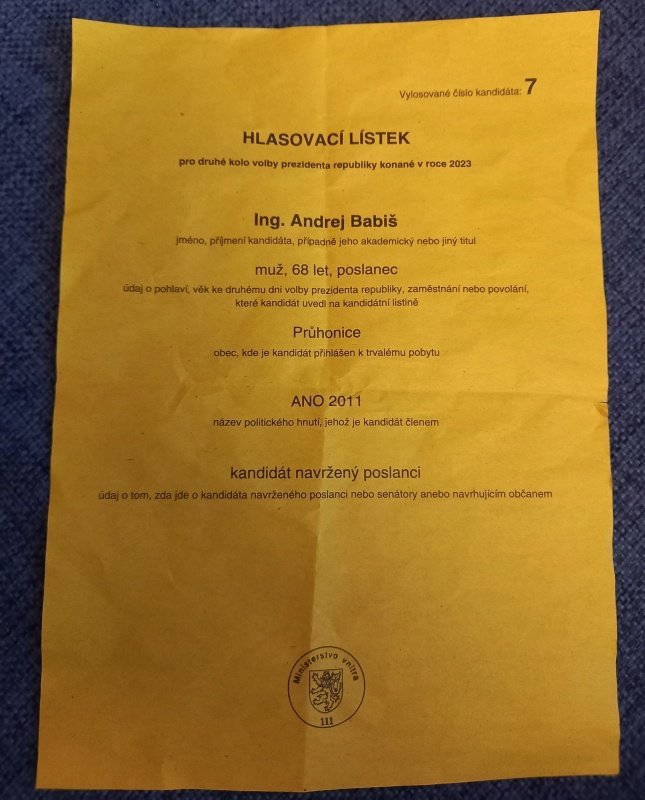 Vylosované číslo kandidáta: 7
HLASOVACÍ LÍSTEK
pro druhé kolo volby prezidenta republiky konané v roce 2023
Ing. Andrej Babiš
jméno, příjmení kandidáta, případně jeho akademický nebo jiný titul
muž, 68 let, poslanec
údaj o pohlaví, věk ke druhému dni volby prezidenta republiky, zaměstnání nebo povolání,
které kandidát uvedl na kandidátní listině
Průhonice
obec, kde je kandidát přihlášen k trvalému pobytu
ANO 2011
název politického hnutí, jehož je kandidát členem
kandidát navržený poslanci
údaj o tom, zda jde o kandidáta navrženého poslanci nebo senátory anebo navrhujícím občanem
Ministerstvo vnitra
111